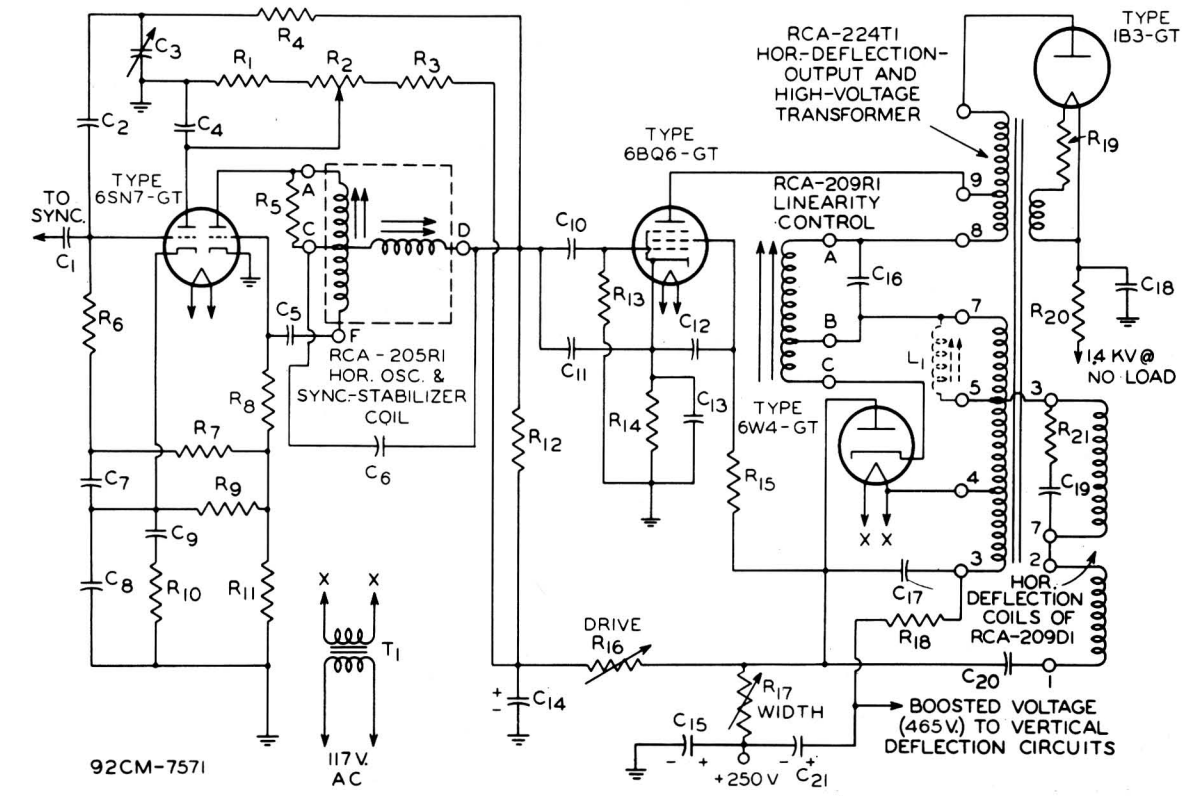 TYPE
1B3-GT
RCA-224T1
HOR.-DEFLECTION-
OUTPUT AND
HIGH-VOLTAGE
TRANSFORMER
R4
C3
R1
R2
R3
C2
C4
R19
TYPE
6BQ6-GT
TYPE
6SN7-GT
TO
SYNC.
C1
R5
A
C
D
F
C10
RCA-209R1
LINEARITY
CONTROL
9
8
A
C16
C18
R13
R6
C5
C12
7
R20
B
L1
1.4 KV @
NO LOAD
RCA-205R1
HOR. OSC. &
SYNC-STABILIZER
COIL
C11
C
5
3
R8
R14
C13
TYPE
6W4-GT
R21
R7
R12
C6
C7
R9
R15
C19
4
C9
X X
7
C8
R10
R11
X X
C17
3
2
HOR.
DEFLECTION
COILS OF
RCA-209D1
T1
DRIVE
R16
R18
C20
1
+
-
C14
R17
WIDTH
BOOSTED VOLTAGE
(465V.) TO VERTICAL
DEFLECTION CIRCUITS
C15
- +
- +
C21
+250V
92CM-7571
117 V.
AC